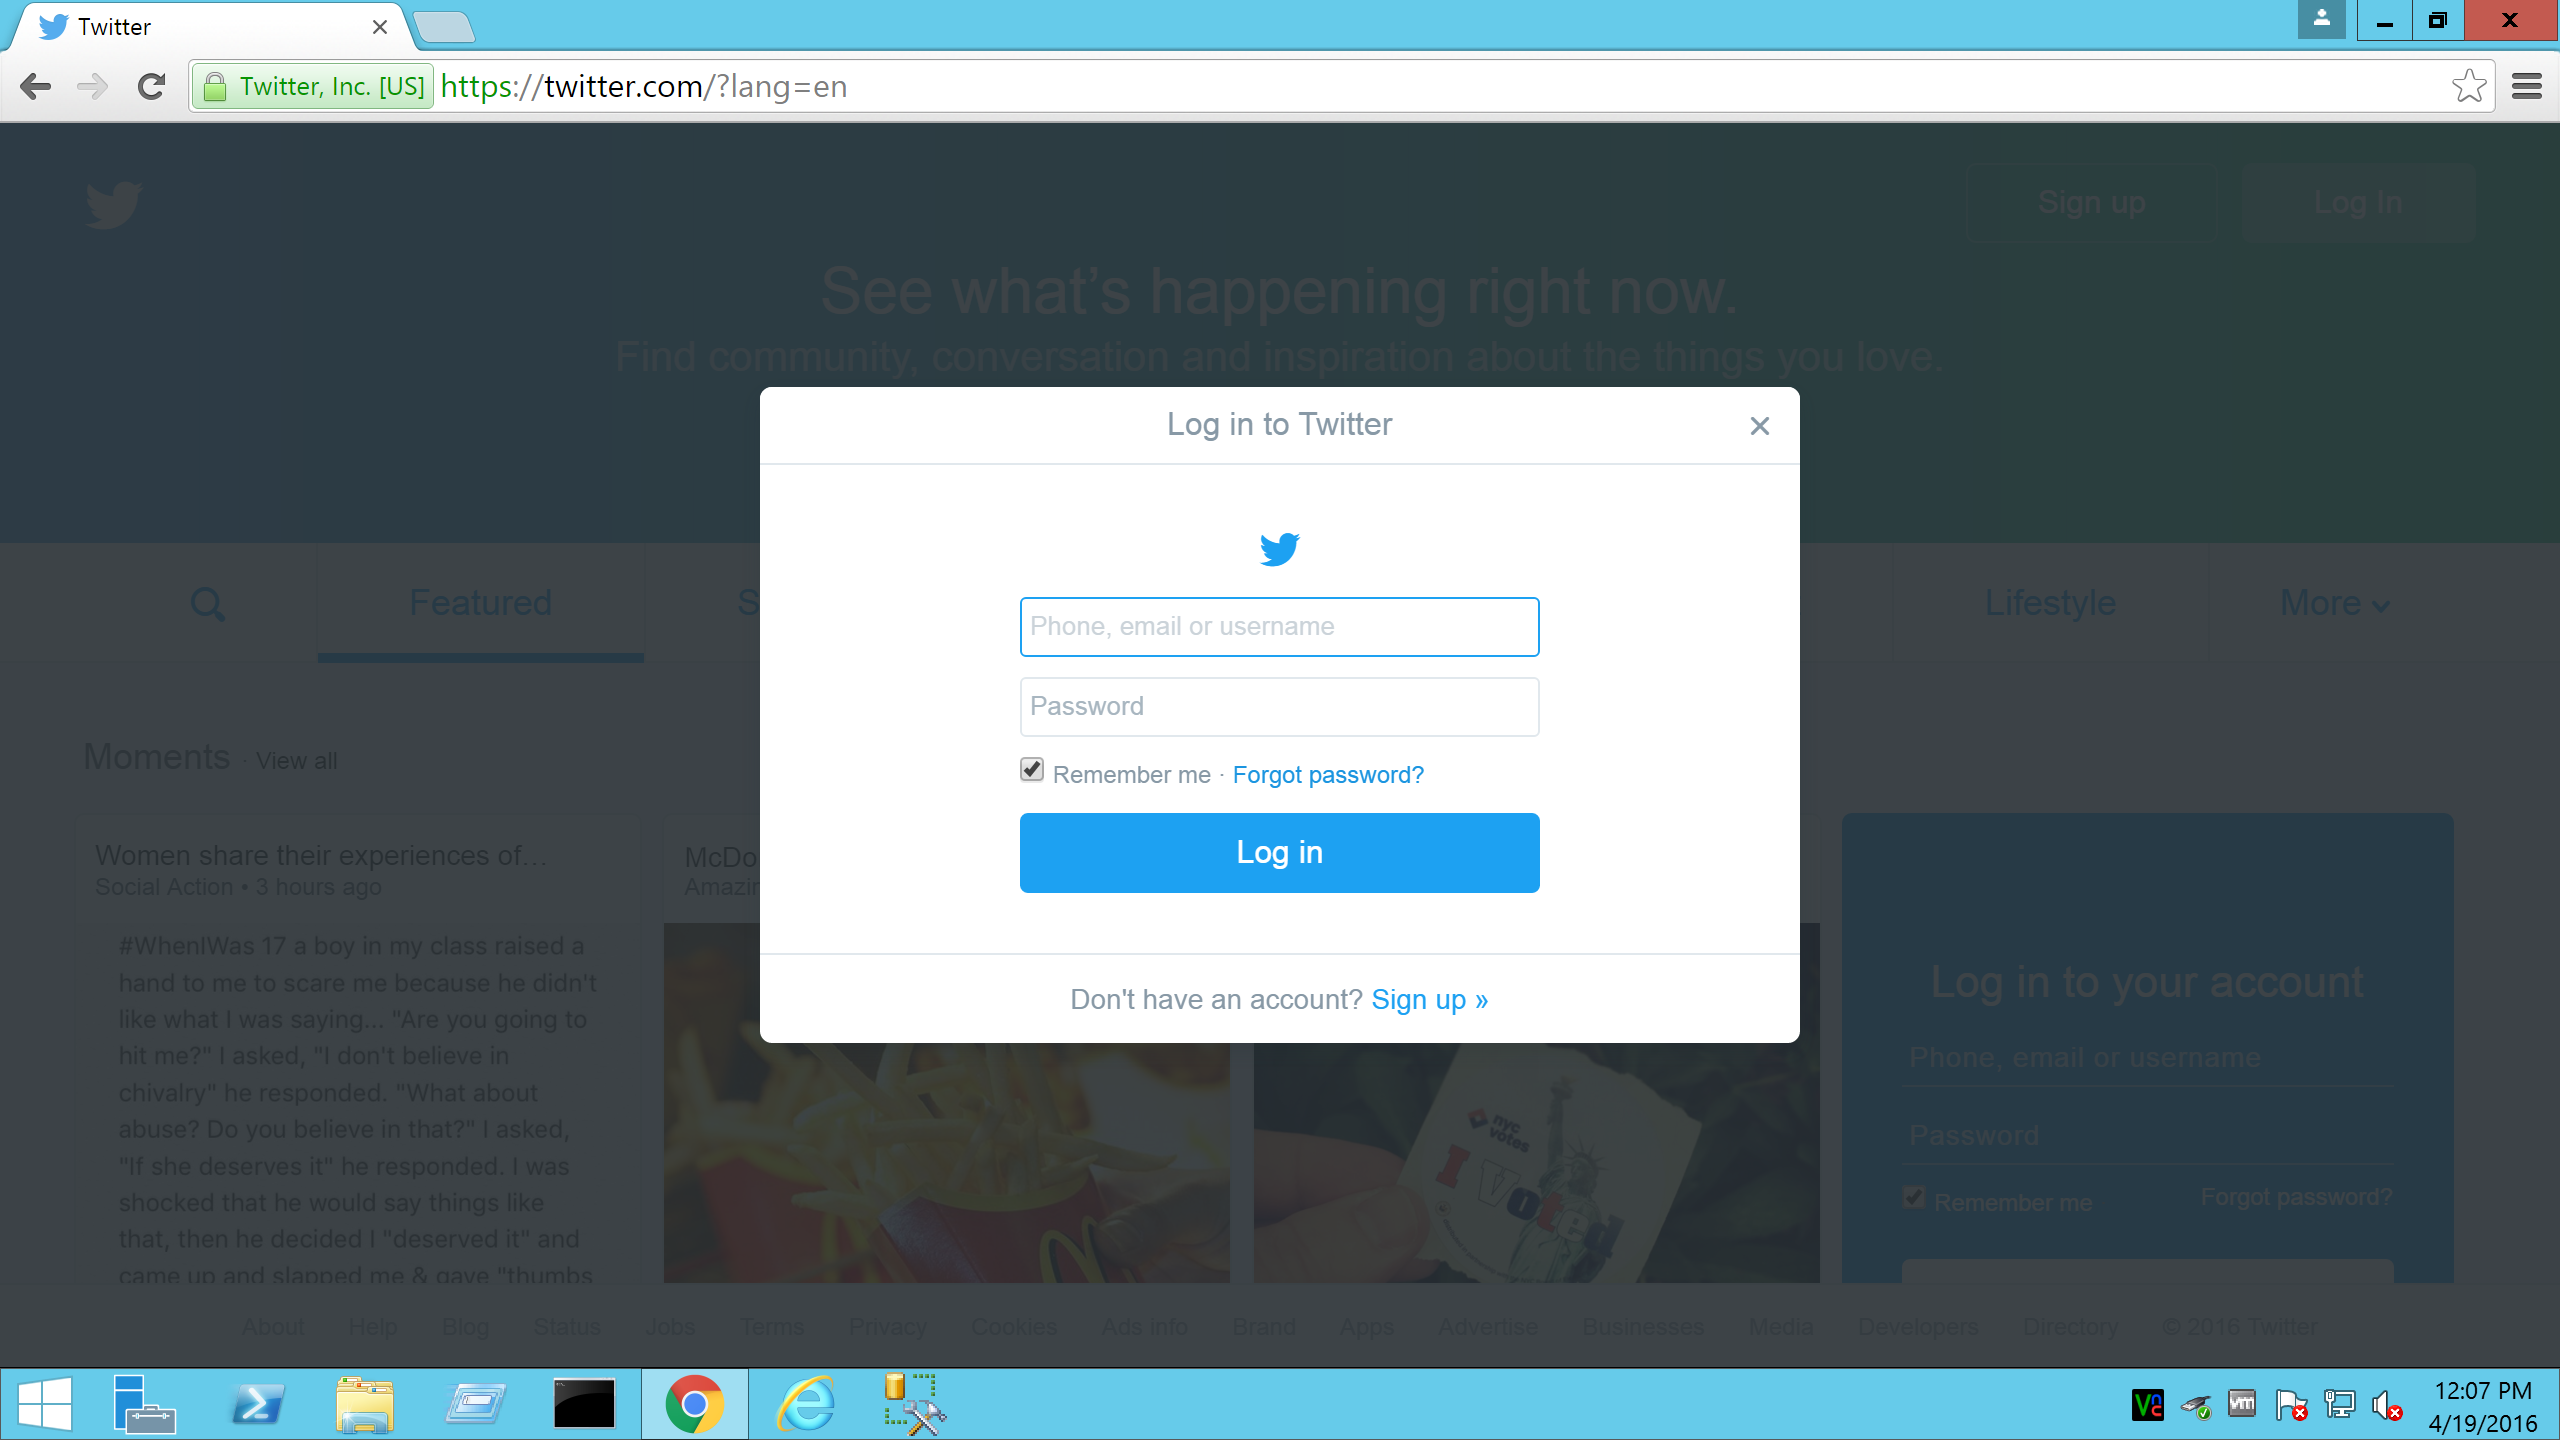 Twitter
Twitter, Inc. [US] https://twitter.com/?lang=en
Sign up
Log In
See what's happening right now.
Find community, conversation and inspiration about the things you love.
Log in to Twitter
Phone, email or username
Password
Remember me · Forgot password?
Log in
Don't have an account? Sign up »
Featured
S
Lifestyle
More
Moments · View all
Women share their experiences of...
Social Action • 3 hours ago
#WhenIWas 17 a boy in my class raised a
hand to me to scare me because he didn't
like what I was saying... "Are you going to
hit me?" I asked, "I don't believe in
chivalry" he responded. "What about
abuse? Do you believe in that?" I asked,
"If she deserves it" he responded. I was
shocked that he would say things like
that, then he decided I "deserved it" and
came up and slapped me & gave "thumbs
McDo
Amazin
nyc
votes
I Voted
Log in to your account
Phone, email or username
Password
Remember me
Forgot password?
About Help Blog Status Jobs Terms Privacy Cookies Ads info Brand Apps Advertise Businesses Media Developers Directory © 2016 Twitter
12:07 PM
4/19/2016